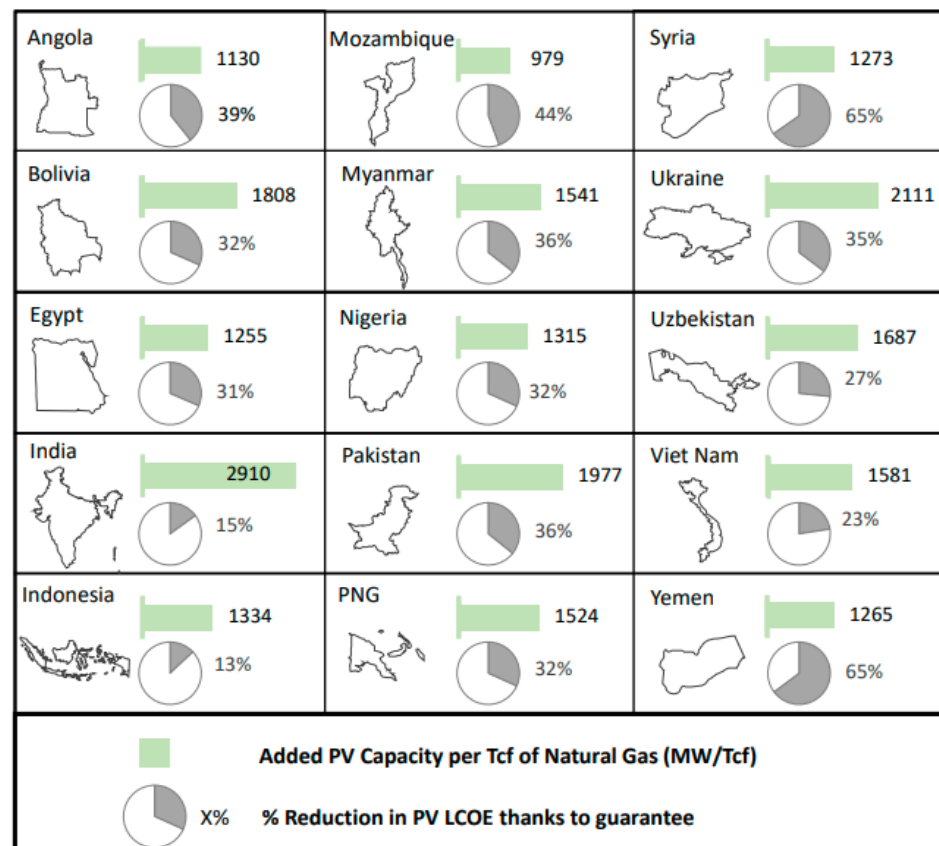 Angola
1130
39%
Mozambique
979
44%
Syria
1273
65%
Bolivia
1808
32%
Myanmar
1541
36%
Ukraine
2111
35%
Egypt
1255
31%
Nigeria
1315
32%
Uzbekistan
1687
27%
India
2910
15%
Pakistan
1977
36%
Viet Nam
1581
23%
Indonesia
1334
13%
PNG
1524
32%
Yemen
1265
65%
Added PV Capacity per Tcf of Natural Gas (MW/Tcf)
X% % Reduction in PV LCOE thanks to guarantee